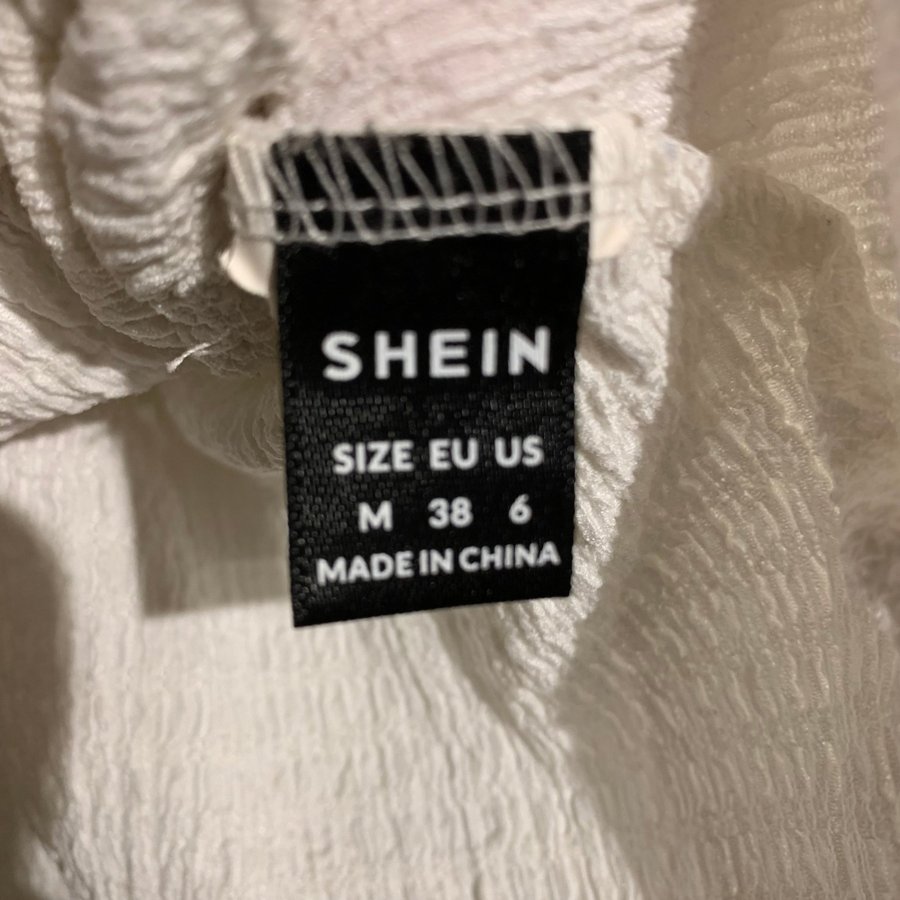 SHEIN
SIZE EU US
M 38 6
MADE IN CHINA